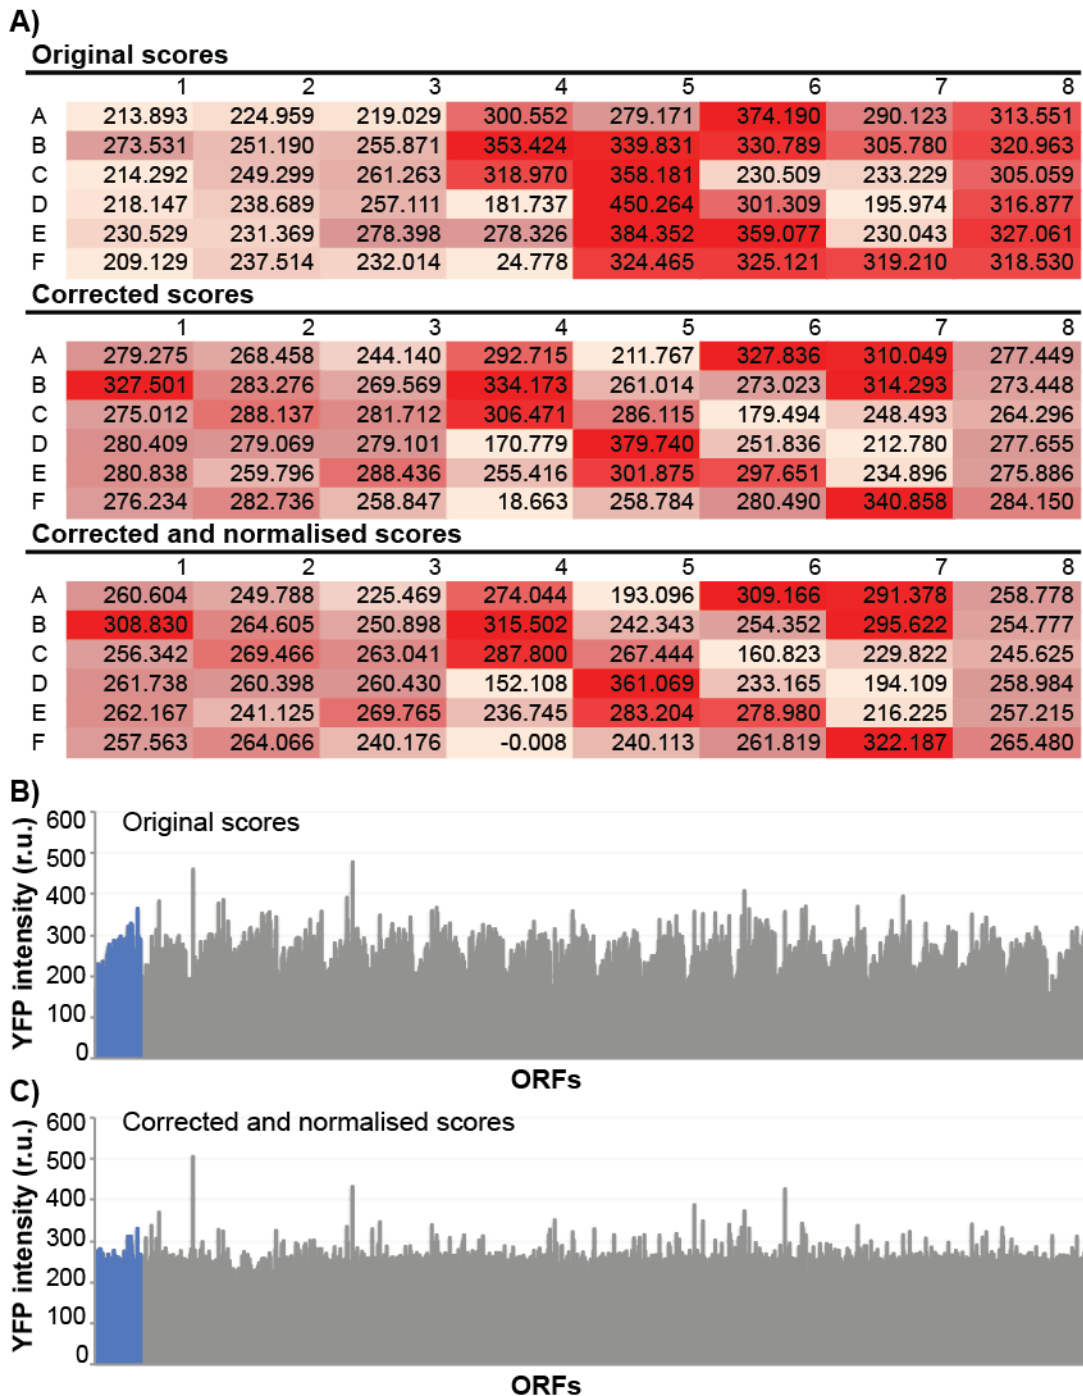 A)
Original scores
1 2 3 4 5 6 7 8
A 213.893 224.959 219.029 300.552 279.171 374.190 290.123 313.551
B 273.531 251.190 255.871 353.424 339.831 330.789 305.780 320.963
C 214.292 249.299 261.263 318.970 358.181 230.509 233.229 305.059
D 218.147 238.689 257.111 181.737 450.264 301.309 195.974 316.877
E 230.529 231.369 278.398 278.326 384.352 359.077 230.043 327.061
F 209.129 237.514 232.014 24.778 324.465 325.121 319.210 318.530
Corrected scores
1 2 3 4 5 6 7 8
A 279.275 268.458 244.140 292.715 211.767 327.836 310.049 277.449
B 327.501 283.276 269.569 334.173 261.014 273.023 314.293 273.448
C 275.012 288.137 281.712 306.471 286.115 179.494 248.493 264.296
D 280.409 279.069 279.101 170.779 379.740 251.836 212.780 277.655
E 280.838 259.796 288.436 255.416 301.875 297.651 234.896 275.886
F 276.234 282.736 258.847 18.663 258.784 280.490 340.858 284.150
Corrected and normalised scores
1 2 3 4 5 6 7 8
A 260.604 249.788 225.469 274.044 193.096 309.166 291.378 258.778
B 308.830 264.605 250.898 315.502 242.343 254.352 295.622 254.777
C 256.342 269.466 263.041 287.800 267.444 160.823 229.822 245.625
D 261.738 260.398 260.430 152.108 361.069 233.165 194.109 258.984
E 262.167 241.125 269.765 236.745 283.204 278.980 216.225 257.215
F 257.563 264.066 240.176 -0.008 240.113 261.819 322.187 265.480
B)
Original scores
YFP intensity (r.u.)
600
500
400
300
200
100
0
ORFs
C)
Corrected and normalised scores
YFP intensity (r.u.)
600
500
400
300
200
100
0
ORFs